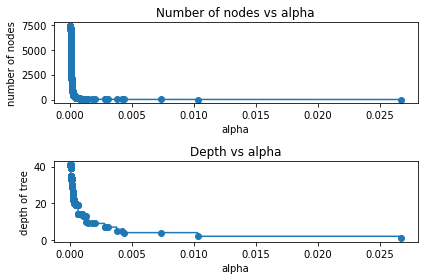 Number of nodes vs alpha
number of nodes
7500
5000
2500
0
0.000 0.005 0.010 0.015 0.020 0.025
alpha
Depth vs alpha
depth of tree
40
20
0
0.000 0.005 0.010 0.015 0.020 0.025
alpha